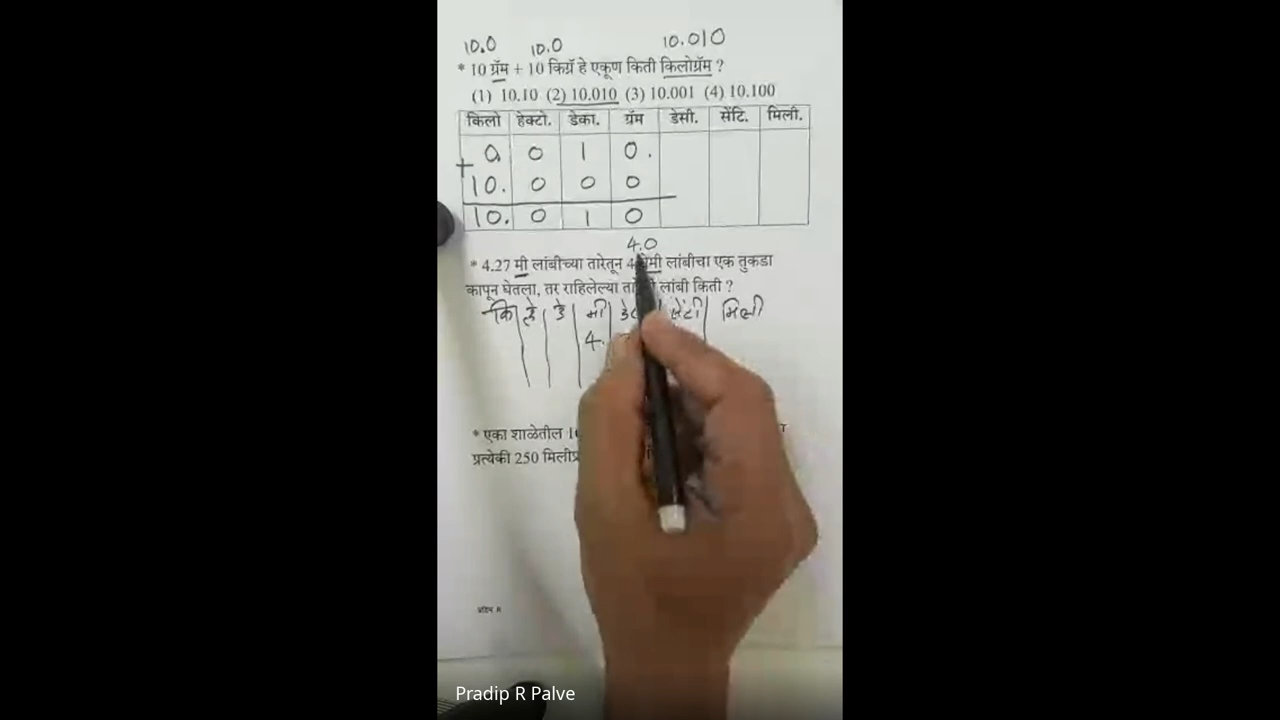 10.0 10.0 10.010
* 10 ग्रॅम + 10 किग्रॅ हे एकूण किती किलोग्रॅम ?
(1) 10.10 (2) 10.010 (3) 10.001 (4) 10.100
किलो हेक्टो. डेका. ग्रॅम डेसी. सेंटि. मिली.
0 0 1 0.
+ 10. 0 0 0
10. 0 1 0
4.0
* 4.27 मी लांबीच्या तारेतून लांबीचा एक तुकडा
कापून घेतला, तर राहिलेल्या लांबी किती ?
कि हे डे मी सेंटी मिली
4.
* एका शाळेतील
प्रत्येकी 250
Pradip R Palve